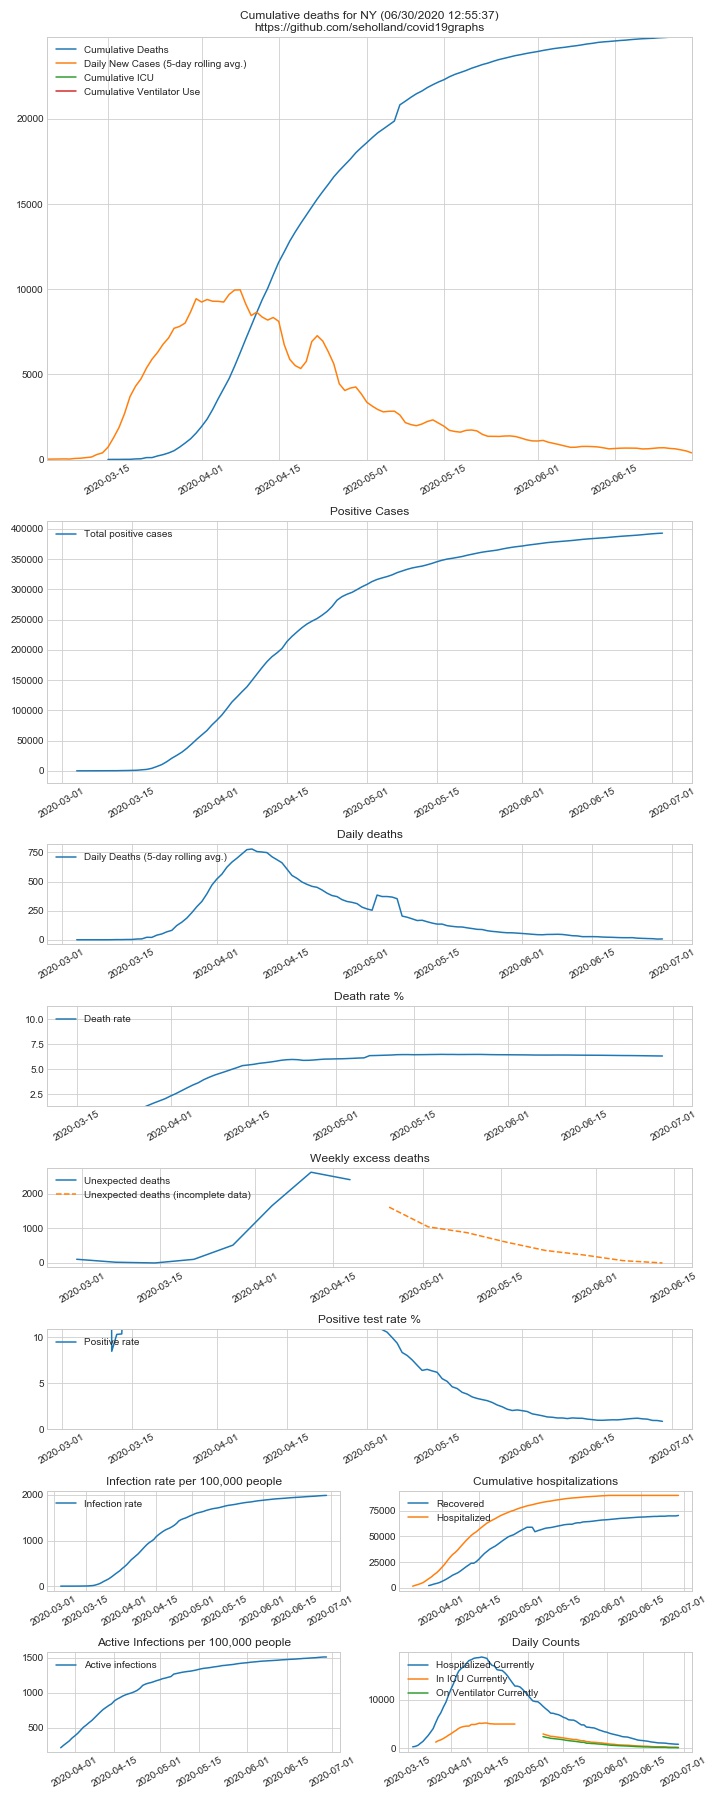 Cumulative deaths for NY (06/30/2020 12:55:37)
https://github.com/seholland/covid19graphs
Cumulative Deaths
Daily New Cases (5-day rolling avg.)
Cumulative ICU
Cumulative Ventilator Use
20000
15000
10000
5000
0
2020-03-15 2020-04-01 2020-04-15 2020-05-01 2020-05-15 2020-06-01 2020-06-15
Positive Cases
Total positive cases
400000
350000
300000
250000
200000
150000
100000
50000
0
2020-03-01 2020-03-15 2020-04-01 2020-04-15 2020-05-01 2020-05-15 2020-06-01 2020-06-15 2020-07-01
Daily deaths
Daily Deaths (5-day rolling avg.)
750
500
250
0
2020-03-01 2020-03-15 2020-04-01 2020-04-15 2020-05-01 2020-05-15 2020-06-01 2020-06-15 2020-07-01
Death rate %
Death rate
10.0
7.5
5.0
2.5
2020-03-15 2020-04-01 2020-04-15 2020-05-01 2020-05-15 2020-06-01 2020-06-15 2020-07-01
Weekly excess deaths
Unexpected deaths
Unexpected deaths (incomplete data)
2000
1000
0
2020-03-01 2020-03-15 2020-04-01 2020-04-15 2020-05-01 2020-05-15 2020-06-01 2020-06-15
Positive test rate %
Positive rate
10
5
0
2020-03-01 2020-03-15 2020-04-01 2020-04-15 2020-05-01 2020-05-15 2020-06-01 2020-06-15 2020-07-01
Infection rate per 100,000 people
Infection rate
2000
1000
0
2020-03-01 2020-03-15 2020-04-01 2020-04-15 2020-05-01 2020-05-15 2020-06-01 2020-06-15 2020-07-01
Cumulative hospitalizations
Recovered
Hospitalized
75000
50000
25000
0
2020-04-01 2020-04-15 2020-05-01 2020-05-15 2020-06-01 2020-06-15 2020-07-01
Active Infections per 100,000 people
Active infections
1500
1000
500
2020-04-01 2020-04-15 2020-05-01 2020-05-15 2020-06-01 2020-06-15 2020-07-01
Daily Counts
Hospitalized Currently
In ICU Currently
On Ventilator Currently
10000
0
2020-03-15 2020-04-01 2020-04-15 2020-05-01 2020-05-15 2020-06-01 2020-06-15 2020-07-01